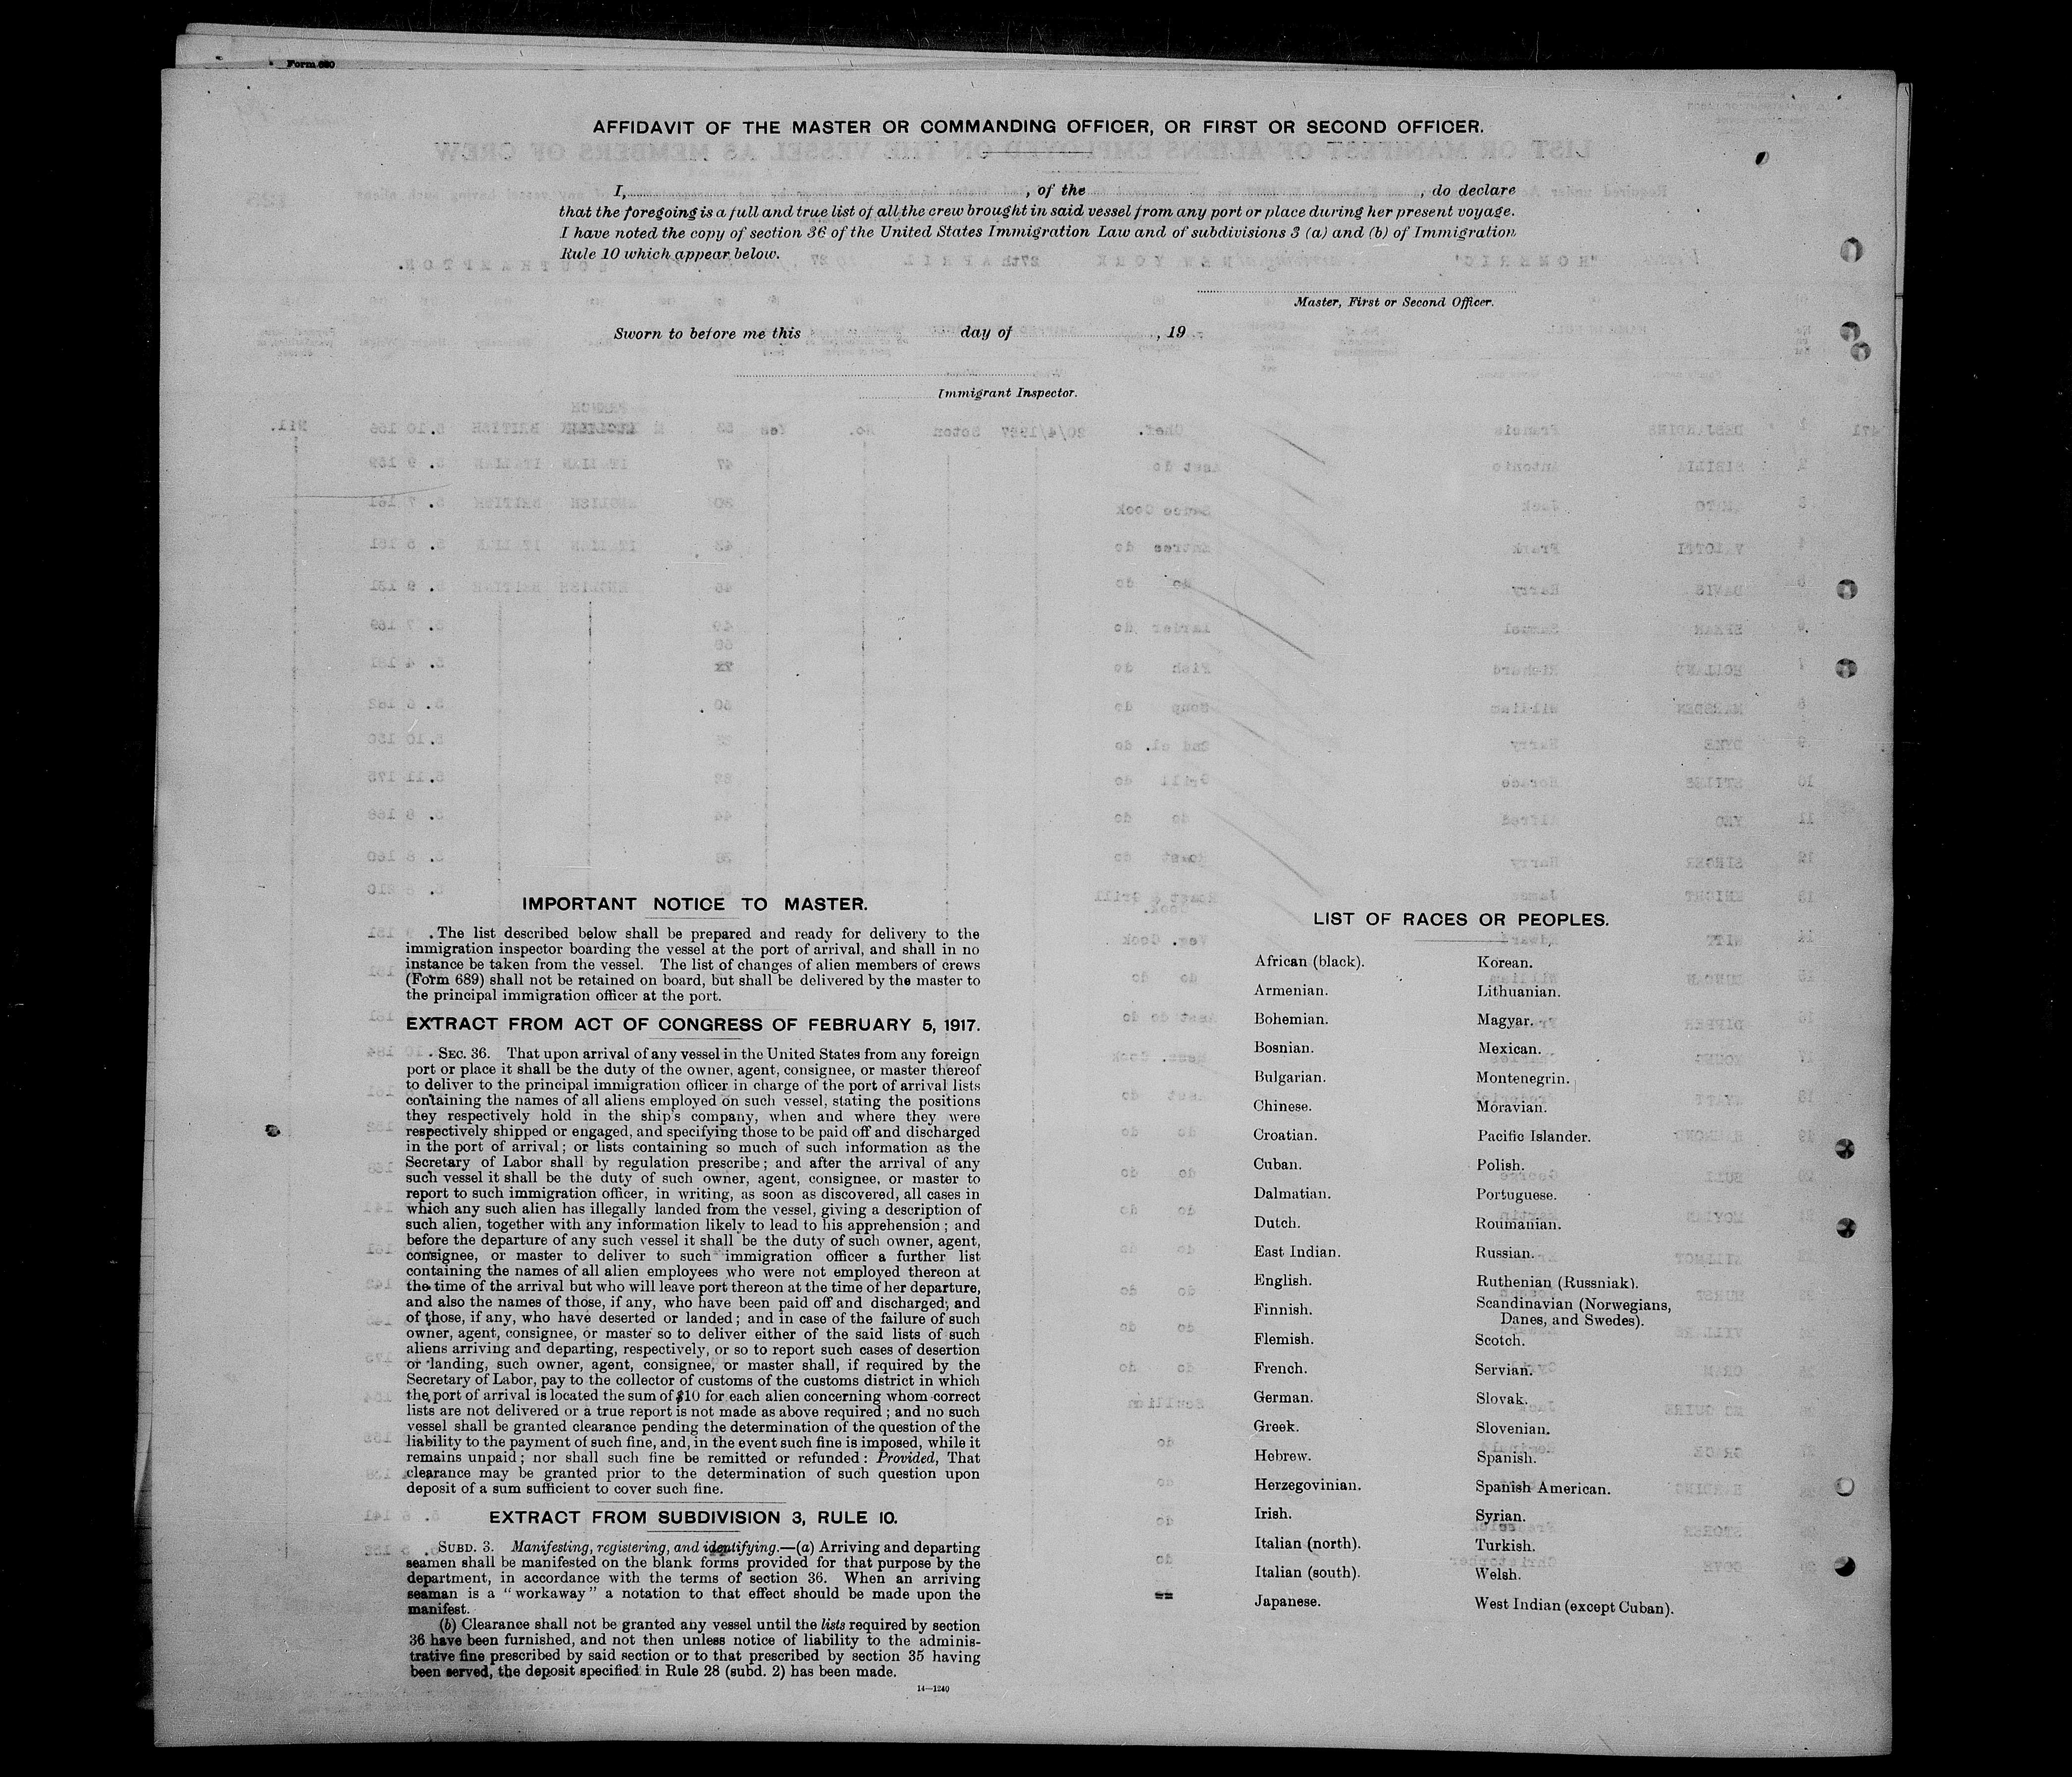 Form 680
AFFIDAVIT OF THE MASTER OR COMMANDING OFFICER, OR FIRST OR SECOND OFFICER.
I, , of the , do declare
that the foregoing is a full and true list of all the crew brought in said vessel from any port or place during her present voyage.
I have noted the copy of section 36 of the United States Immigration Law and of subdivisions 3 (a) and (b) of Immigration
Rule 10 which appear below.
Master, First or Second Officer.
Sworn to before me this day of , 19
Immigrant Inspector.
IMPORTANT NOTICE TO MASTER.
The list described below shall be prepared and ready for delivery to the
immigration inspector boarding the vessel at the port of arrival, and shall in no
instance be taken from the vessel. The list of changes of alien members of crews
(Form 689) shall not be retained on board, but shall be delivered by the master to
the principal immigration officer at the port.
EXTRACT FROM ACT OF CONGRESS OF FEBRUARY 5, 1917.
SEC. 36. That upon arrival of any vessel in the United States from any foreign
port or place it shall be the duty of the owner, agent, consignee, or master thereof
to deliver to the principal immigration officer in charge of the port of arrival lists
containing the names of all aliens employed on such vessel, stating the positions
they respectively hold in the ship's company, when and where they were
respectively shipped or engaged, and specifying those to be paid off and discharged
in the port of arrival; or lists containing so much of such information as the
Secretary of Labor shall by regulation prescribe; and after the arrival of any
such vessel it shall be the duty of such owner, agent, consignee, or master to
report to such immigration officer, in writing, as soon as discovered, all cases in
which any such alien has illegally landed from the vessel, giving a description of
such alien, together with any information likely to lead to his apprehension; and
before the departure of any such vessel it shall be the duty of such owner, agent,
consignee, or master to deliver to such immigration officer a further list
containing the names of all alien employees who were not employed thereon at
the time of the arrival but who will leave port thereon at the time of her departure,
and also the names of those, if any, who have been paid off and discharged, and
of those, if any, who have deserted or landed; and in case of the failure of such
owner, agent, consignee, or master so to deliver either of the said lists of such
aliens arriving and departing, respectively, or so to report such cases of desertion
or landing, such owner, agent, consignee, or master shall, if required by the
Secretary of Labor, pay to the collector of customs of the customs district in which
the port of arrival is located the sum of $10 for each alien concerning whom correct
lists are not delivered or a true report is not made as above required; and no such
vessel shall be granted clearance pending the determination of the question of the
liability to the payment of such fine, and, in the event such fine is imposed, while it
remains unpaid; nor shall such fine be remitted or refunded: Provided, That
clearance may be granted prior to the determination of such question upon
deposit of a sum sufficient to cover such fine.
EXTRACT FROM SUBDIVISION 3, RULE 10.
SUBD. 3. Manifesting, registering, and identifying.—(a) Arriving and departing
seamen shall be manifested on the blank forms provided for that purpose by the
department, in accordance with the terms of section 36. When an arriving
seaman is a "workaway" a notation to that effect should be made upon the
manifest.
(b) Clearance shall not be granted any vessel until the lists required by section
36 have been furnished, and not then unless notice of liability to the adminis-
trative fine prescribed by said section or to that prescribed by section 35 having
been served, the deposit specified in Rule 28 (subd. 2) has been made.
14—1240
LIST OF RACES OR PEOPLES.
African (black).
Armenian.
Bohemian.
Bosnian.
Bulgarian.
Chinese.
Croatian.
Cuban.
Dalmatian.
Dutch.
East Indian.
English.
Finnish.
Flemish.
French.
German.
Greek.
Hebrew.
Herzegovinian.
Irish.
Italian (north).
Italian (south).
Japanese.
Korean.
Lithuanian.
Magyar.
Mexican.
Montenegrin.
Moravian.
Pacific Islander.
Polish.
Portuguese.
Roumanian.
Russian.
Ruthenian (Russniak).
Scandinavian (Norwegians,
Danes, and Swedes).
Scotch.
Servian.
Slovak.
Slovenian.
Spanish.
Spanish American.
Syrian.
Turkish.
Welsh.
West Indian (except Cuban).